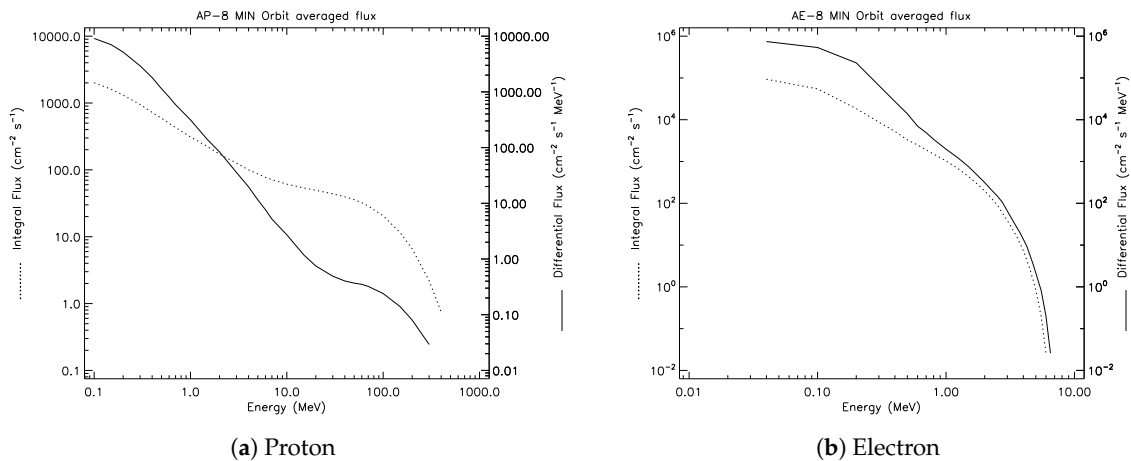 AP-8 MIN Orbit averaged flux
10000.0
1000.0
100.0
10.0
1.0
0.1
Integral Flux (cm⁻² s⁻¹)
10000.00
1000.00
100.00
10.00
1.00
0.10
0.01
Differential Flux (cm⁻² s⁻¹ MeV⁻¹)
0.1 1.0 10.0 100.0 1000.0
Energy (MeV)
(a) Proton
AE-8 MIN Orbit averaged flux
10⁶
10⁴
10²
10⁰
10⁻²
Integral Flux (cm⁻² s⁻¹)
10⁶
10⁴
10²
10⁰
10⁻²
Differential Flux (cm⁻² s⁻¹ MeV⁻¹)
0.01 0.10 1.00 10.00
Energy (MeV)
(b) Electron